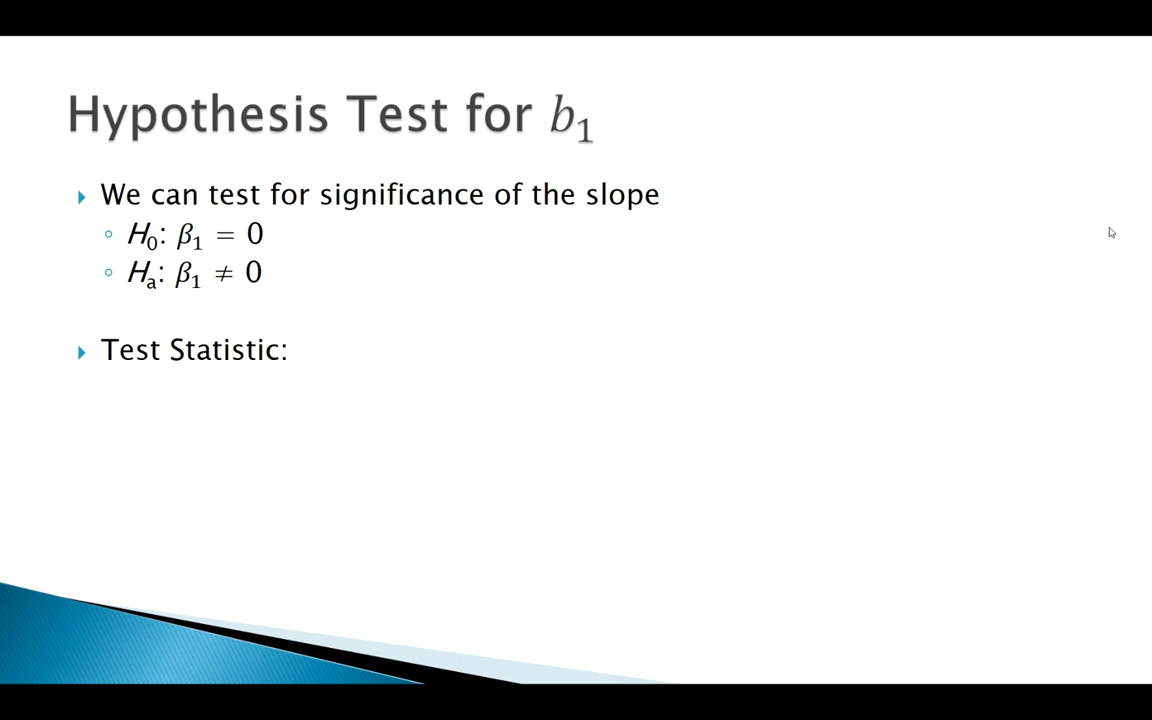 Hypothesis Test for b₁
We can test for significance of the slope
H₀: β₁ = 0
Hₐ: β₁ ≠ 0
Test Statistic: